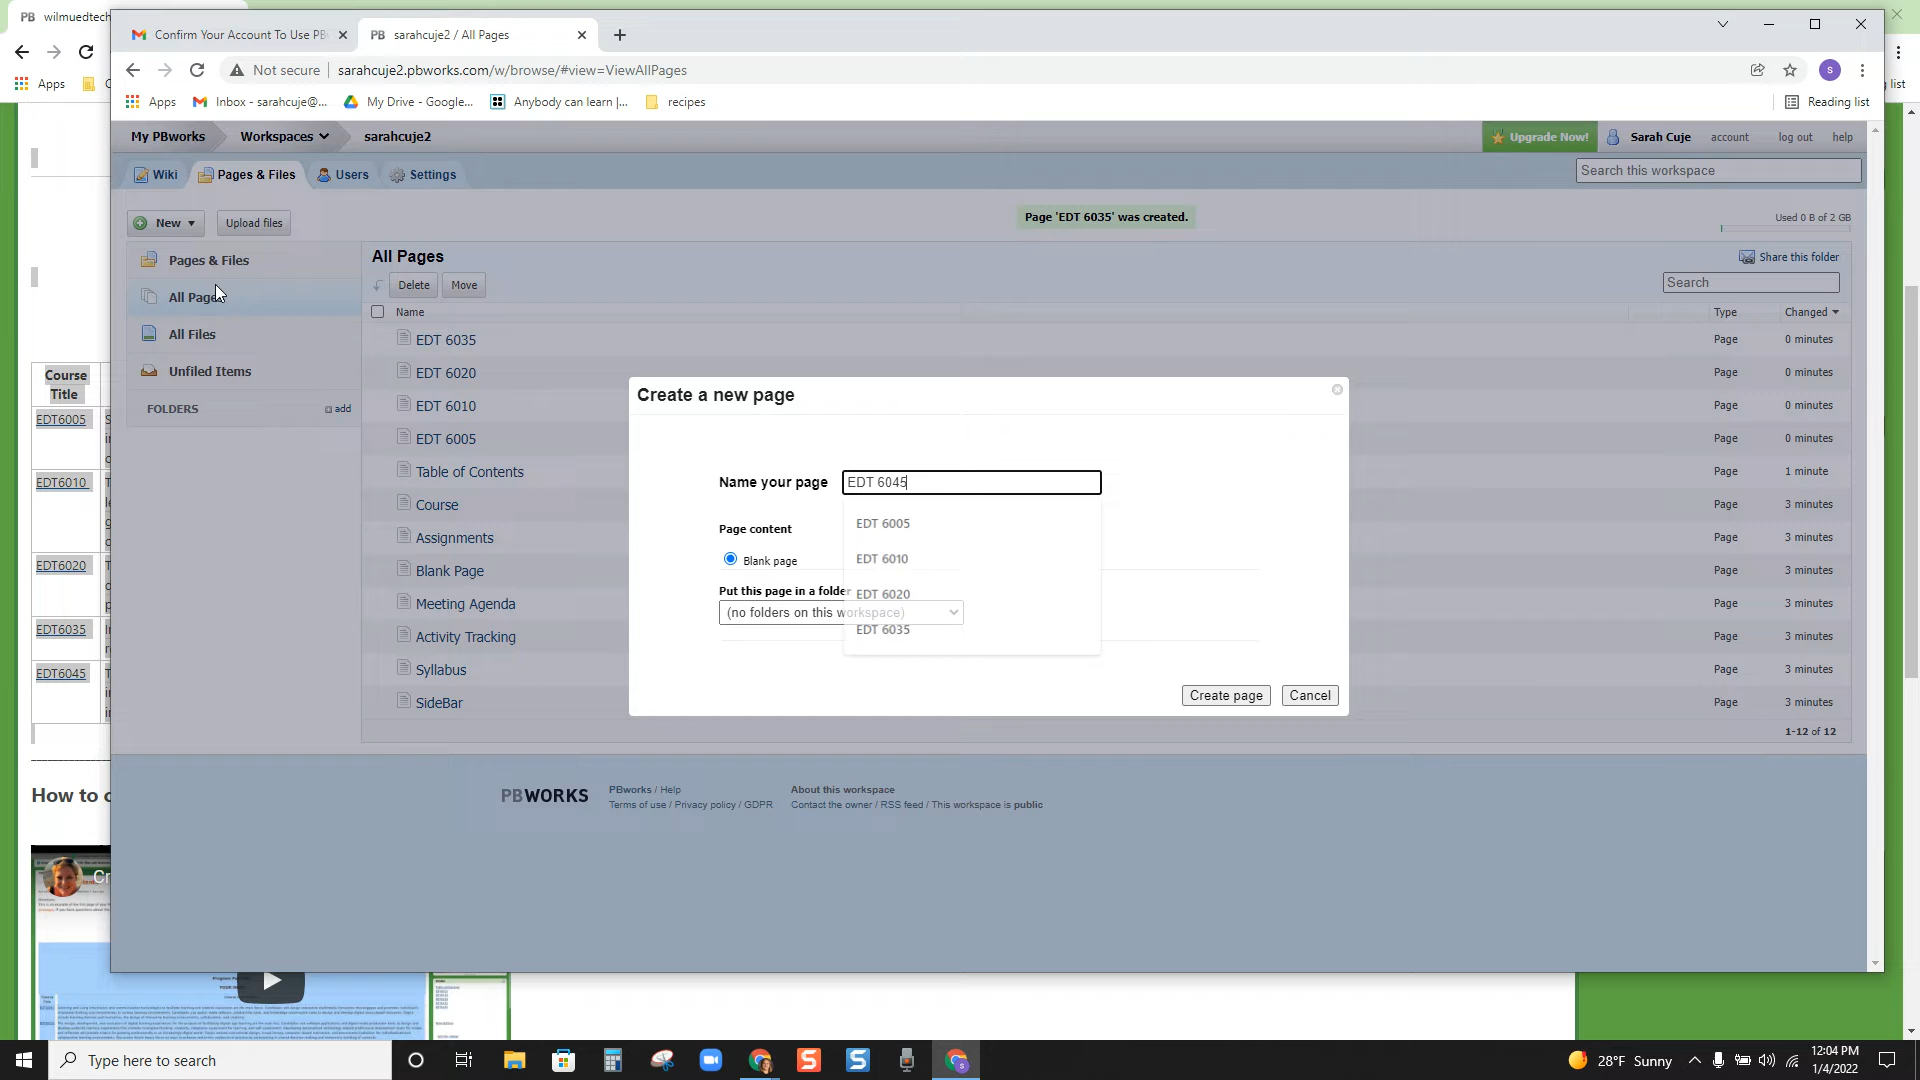 PB wilmuedtech
Confirm Your Account To Use PB
PB sarahcuje2 / All Pages
Not secure sarahcuje2.pbworks.com/w/browse/#view=ViewAllPages
Apps
Apps Inbox - sarahcuje@... My Drive - Google... Anybody can learn |... recipes Reading list
My PBworks Workspaces sarahcuje2 Upgrade Now! Sarah Cuje account log out help
Wiki Pages & Files Users Settings Search this workspace
New Upload files Page 'EDT 6035' was created. Used 0 B of 2 GB
Pages & Files
All Pages
All Files
Unfiled Items
FOLDERS add
All Pages Share this folder
Delete Move Search
Name Type Changed
EDT 6035 Page 0 minutes
EDT 6020 Page 0 minutes
EDT 6010 Page 0 minutes
EDT 6005 Page 0 minutes
Table of Contents Page 1 minute
Course Page 3 minutes
Assignments Page 3 minutes
Blank Page Page 3 minutes
Meeting Agenda Page 3 minutes
Activity Tracking Page 3 minutes
Syllabus Page 3 minutes
SideBar Page 3 minutes
1-12 of 12
Create a new page
Name your page EDT 6045
EDT 6005
EDT 6010
EDT 6020
EDT 6035
Page content
Blank page
Put this page in a folder
(no folders on this workspace)
Create page Cancel
PBWORKS
PBworks / Help
Terms of use / Privacy policy / GDPR
About this workspace
Contact the owner / RSS feed / This workspace is public
Course
Title
EDT6005
EDT6010
EDT6020
EDT6035
EDT6045
How to c
Cr
Type here to search
28°F Sunny
12:04 PM
1/4/2022